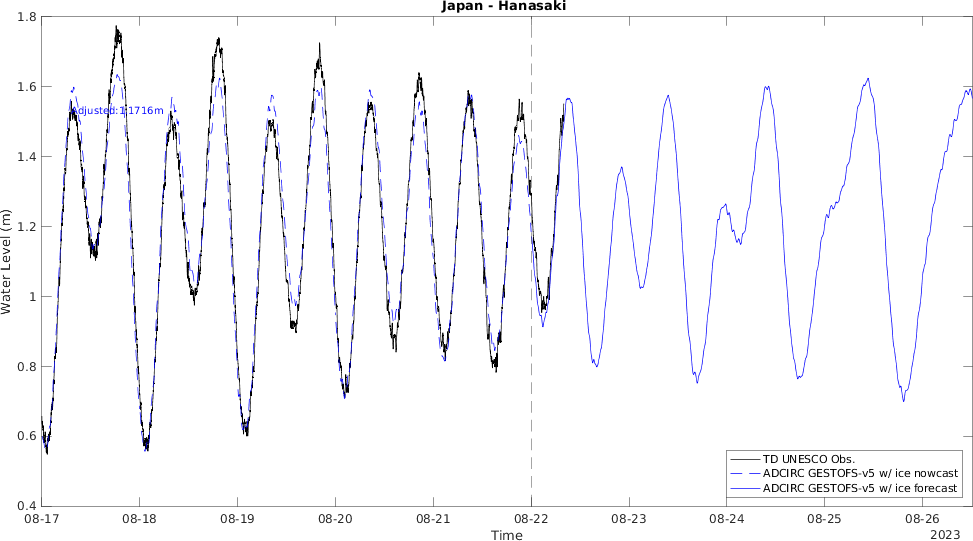 Japan - Hanasaki
1.8
1.6
1.4
1.2
1
0.8
0.6
0.4
Water Level (m)
Adjusted:1.1716m
TD UNESCO Obs.
ADCIRC GESTOFS-v5 w/ ice nowcast
ADCIRC GESTOFS-v5 w/ ice forecast
08-17 08-18 08-19 08-20 08-21 08-22 08-23 08-24 08-25 08-26
Time
2023